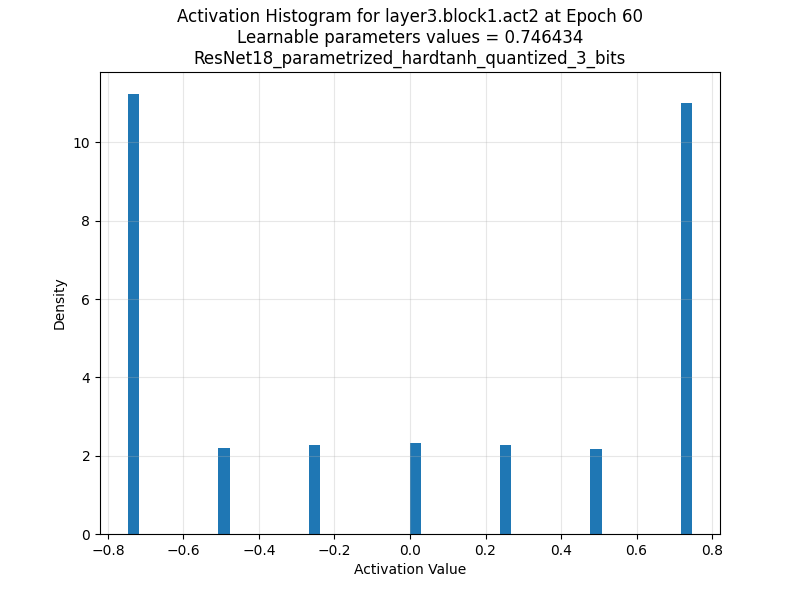 Activation Histogram for layer3.block1.act2 at Epoch 60
Learnable parameters values = 0.746434
ResNet18_parametrized_hardtanh_quantized_3_bits
10
8
6
4
2
0
Density
−0.8 −0.6 −0.4 −0.2 0.0 0.2 0.4 0.6 0.8
Activation Value